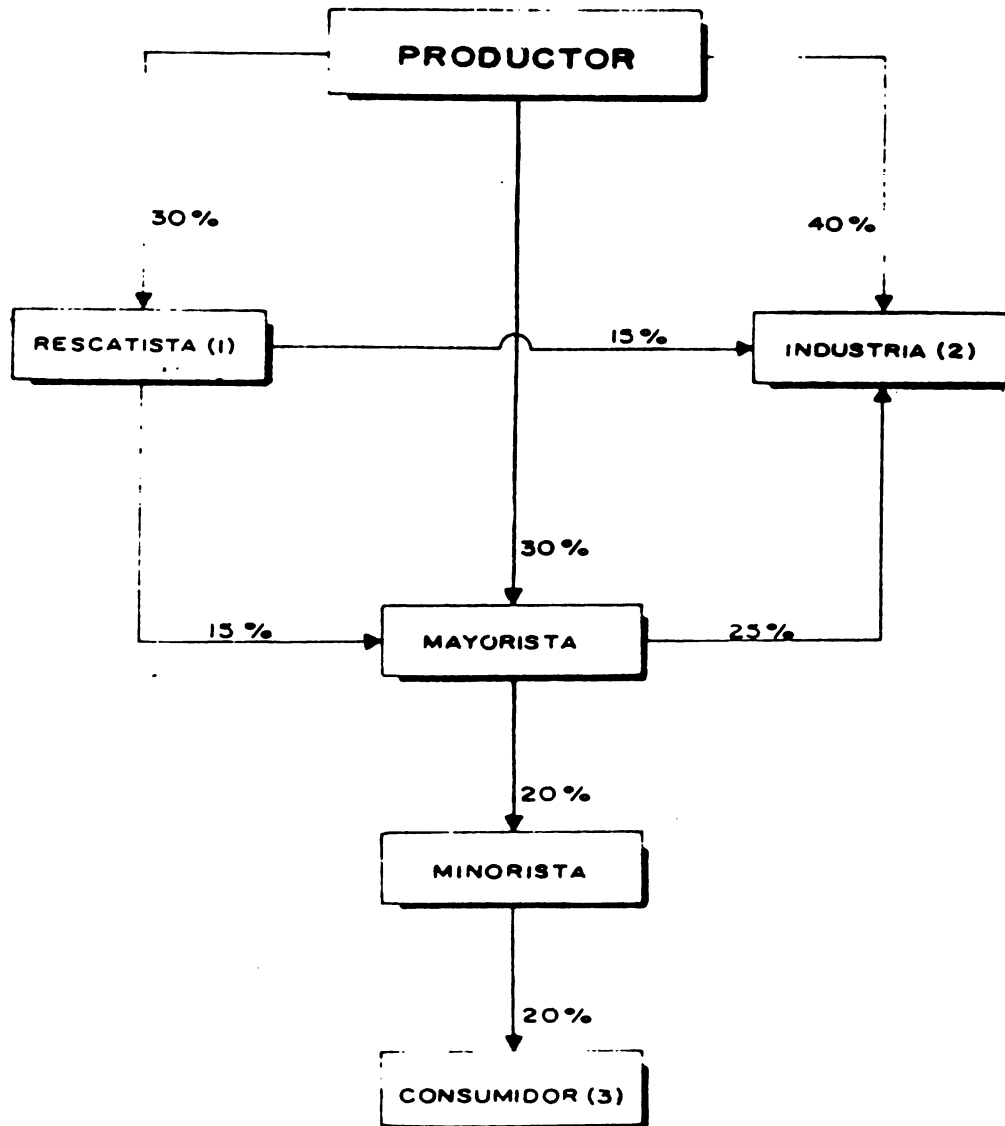 PRODUCTOR
30%
40%
RESCATISTA (1)
15%
INDUSTRIA (2)
30%
15%
MAYORISTA
25%
20%
MINORISTA
20%
CONSUMIDOR (3)